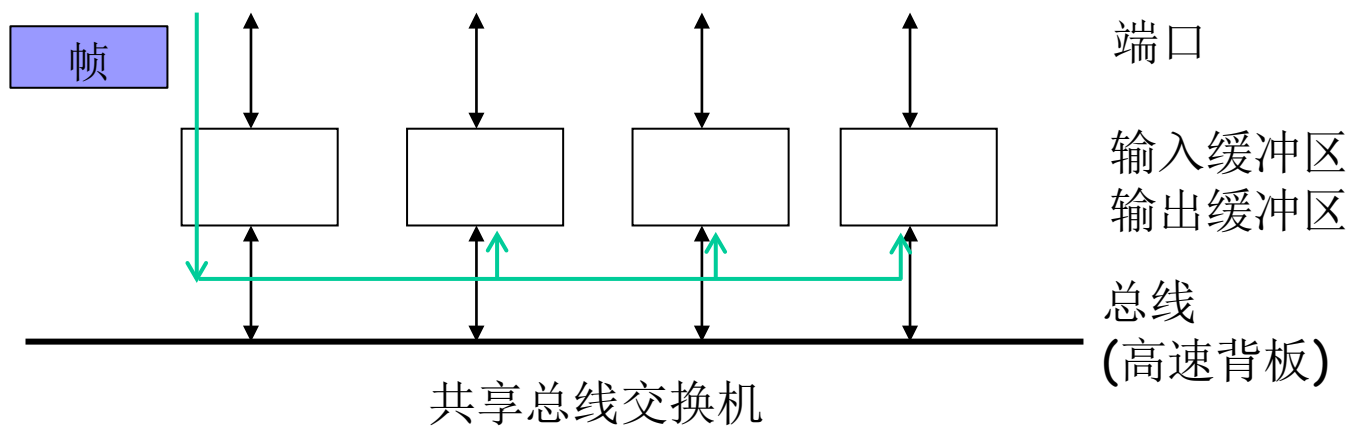 帧
端口
输入缓冲区
输出缓冲区
总线
(高速背板)
共享总线交换机